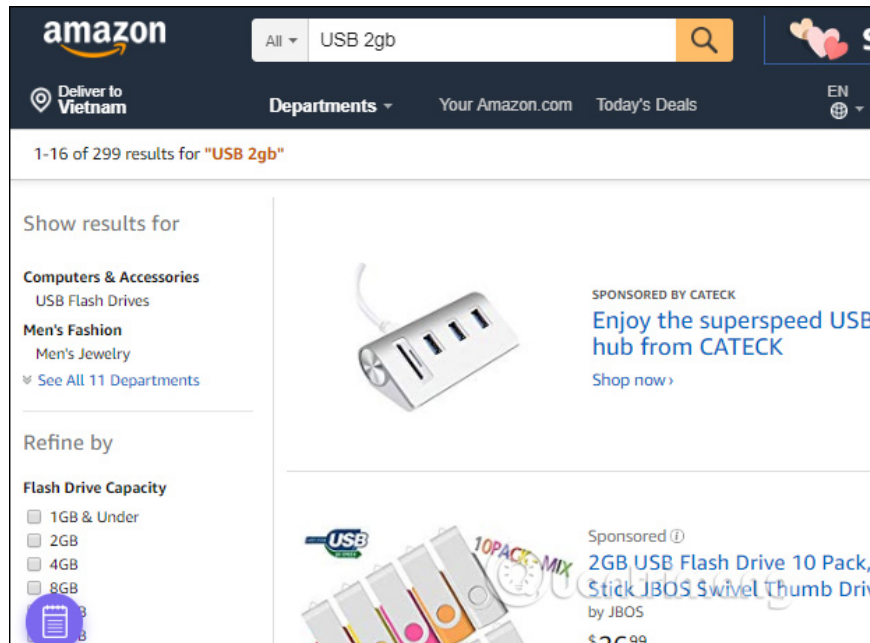 amazon
All
USB 2gb
S
Deliver to
Vietnam
Departments
Your Amazon.com
Today's Deals
EN
1-16 of 299 results for "USB 2gb"
Show results for
Computers & Accessories
USB Flash Drives
Men's Fashion
Men's Jewelry
See All 11 Departments
Refine by
Flash Drive Capacity
1GB & Under
2GB
4GB
8GB
B
B
SPONSORED BY CATECK
Enjoy the superspeed USB
hub from CATECK
Shop now ›
USB
10PACK-MIX
Sponsored
2GB USB Flash Drive 10 Pack,
Stick JBOS Swivel Thumb Driv
by JBOS
$26 99